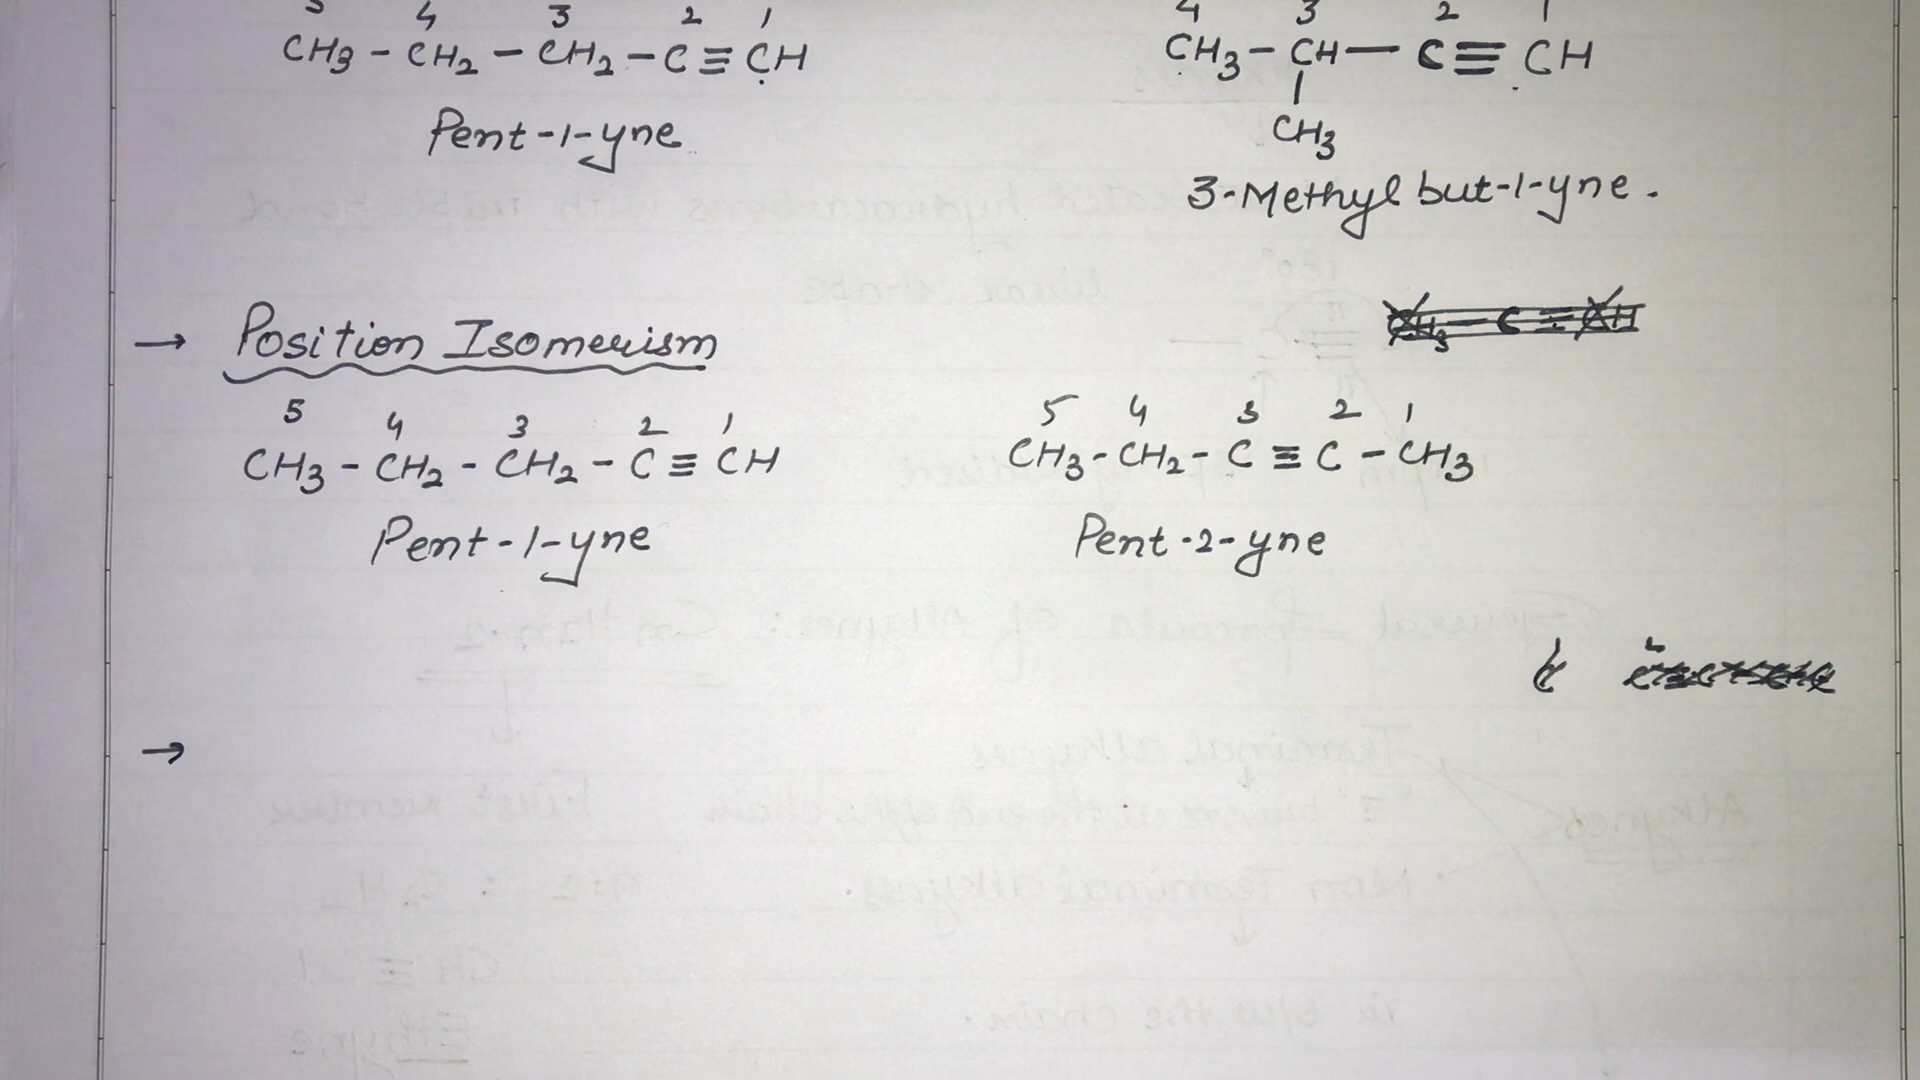 5 4 3 2 1 4 3 2 1
CH3 - CH2 - CH2 - C ≡ CH CH3 - CH - C ≡ CH
CH3
Pent-1-yne
3-Methyl but-1-yne.
→ Position Isomerism
5 4 3 2 1 5 4 3 2 1
CH3 - CH2 - CH2 - C ≡ CH CH3 - CH2 - C ≡ C - CH3
Pent-1-yne Pent-2-yne
→